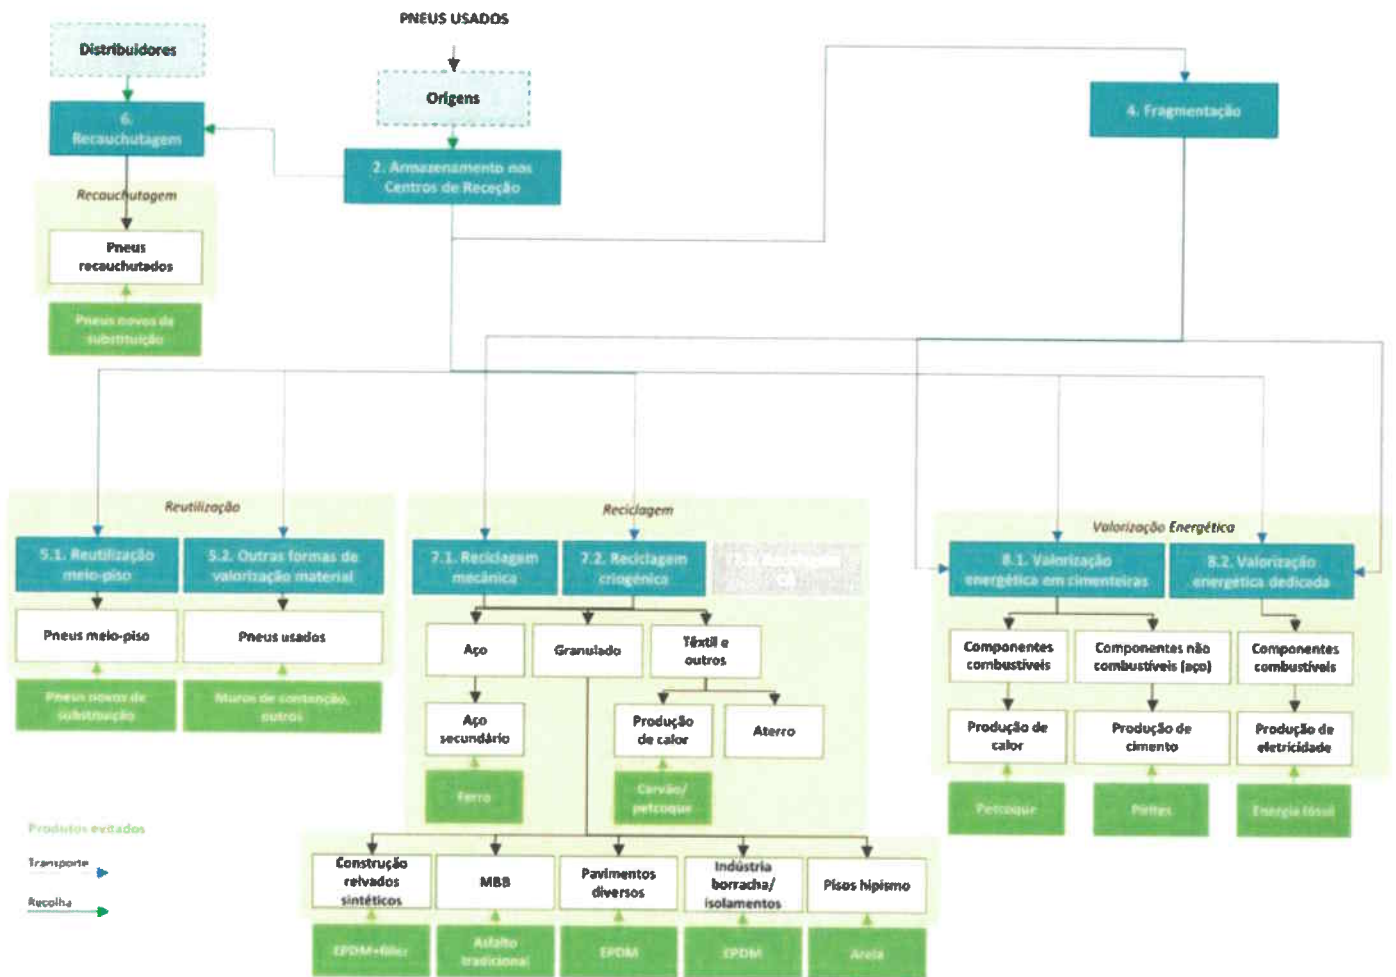 PNEUS USADOS
Distribuidores
Origens
6.
Recauchutagem
2. Armazenamento nos
Centros de Receção
4. Fragmentação
Recauchutagem
Pneus
recauchutados
Pneus novos de
substituição
Reutilização
5.1. Reutilização
meio-piso
5.2. Outras formas de
valorização material
Pneus meio-piso
Pneus usados
Pneus novos de
substituição
Muros de contenção,
outros
Reciclagem
7.1. Reciclagem
mecânica
7.2. Reciclagem
criogénica
Aço
Granulado
Têxtil e
outros
Aço
secundário
Produção
de calor
Aterro
Ferro
Carvão/
petcoque
Valorização Energética
8.1. Valorização
energética em cimenteiras
8.2. Valorização
energética dedicada
Componentes
combustíveis
Componentes não
combustíveis (aço)
Componentes
combustíveis
Produção de
calor
Produção de
cimento
Produção de
eletricidade
Petcoque
Pirites
Energia fóssil
Produtos evitados
Transporte
Recolha
Construção
relvados
sintéticos
MBB
Pavimentos
diversos
Indústria
borracha/
isolamentos
Pisos hipismo
EPDM+filler
Asfalto
tradicional
EPDM
EPDM
Areia